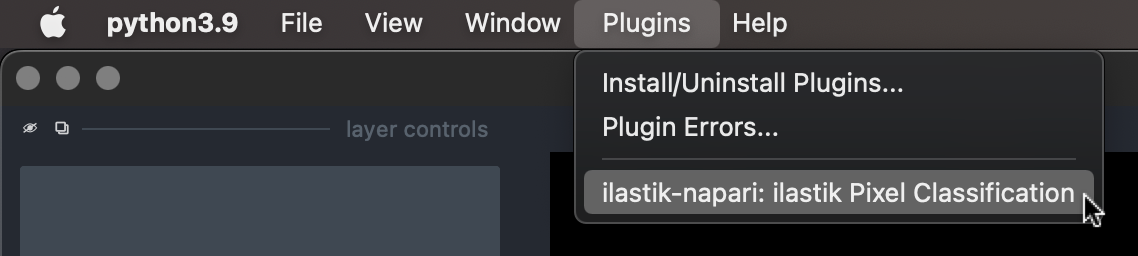 python3.9 File View Window Plugins Help
Install/Uninstall Plugins...
layer controls
Plugin Errors...
ilastik-napari: ilastik Pixel Classification